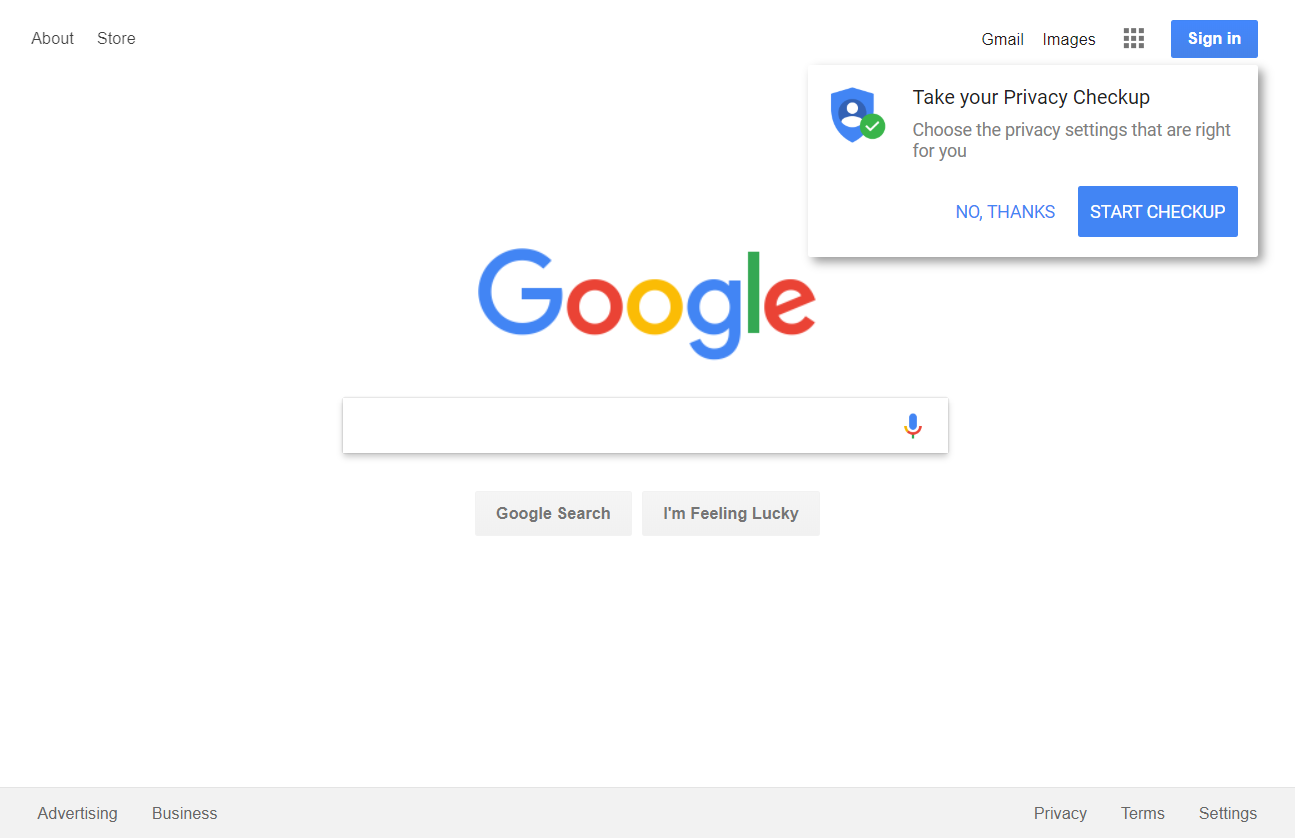 About Store Gmail Images Sign in
Take your Privacy Checkup
Choose the privacy settings that are right
for you
NO, THANKS START CHECKUP
Google
Google Search I'm Feeling Lucky
Advertising Business Privacy Terms Settings